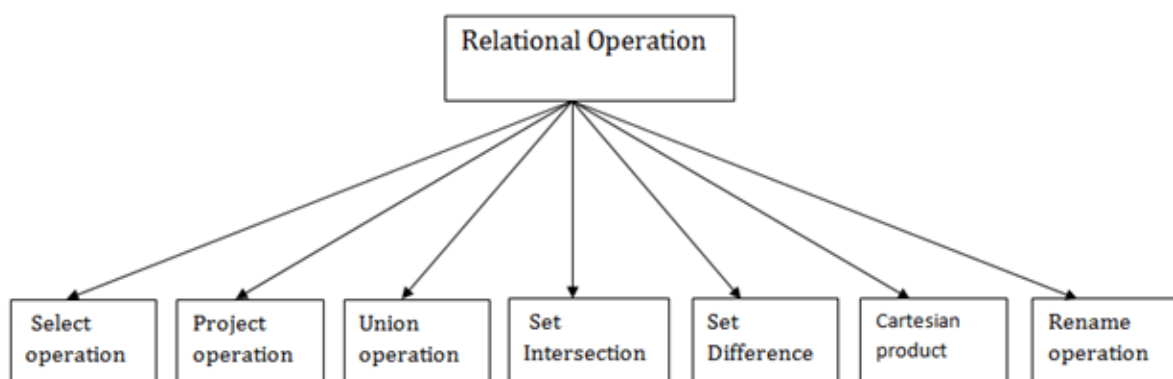 Relational Operation
Select
operation
Project
operation
Union
operation
Set
Intersection
Set
Difference
Cartesian
product
Rename
operation